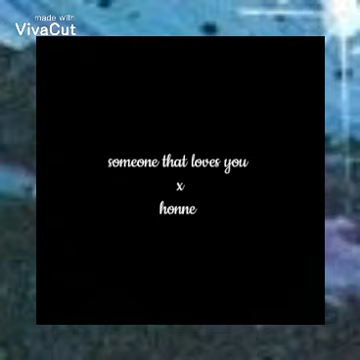 made with
VivaCut
someone that loves you
x
honne